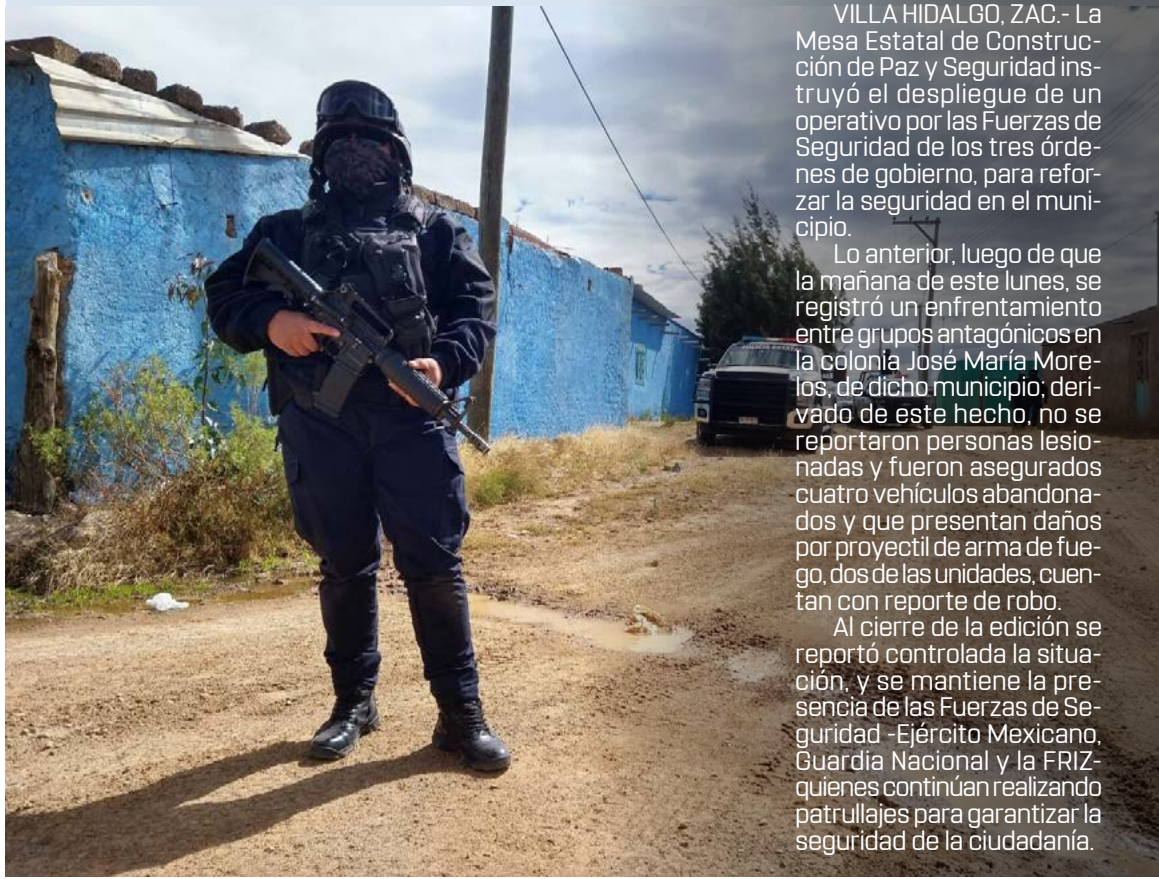 VILLA HIDALGO, ZAC.- La
Mesa Estatal de Construc-
ción de Paz y Seguridad ins-
truyó el despliegue de un
operativo por las Fuerzas de
Seguridad de los tres órde-
nes de gobierno, para refor-
zar la seguridad en el muni-
cipio.
Lo anterior, luego de que
la mañana de este lunes, se
registró un enfrentamiento
entre grupos antagónicos en
la colonia José María More-
los, de dicho municipio; deri-
vado de este hecho, no se
reportaron personas lesio-
nadas y fueron asegurados
cuatro vehículos abandona-
dos y que presentan daños
por proyectil de arma de fue-
go, dos de las unidades, cuen-
tan con reporte de robo.
Al cierre de la edición se
reportó controlada la situa-
ción, y se mantiene la pre-
sencia de las Fuerzas de Se-
guridad -Ejército Mexicano,
Guardia Nacional y la FRIZ-
quienes continúan realizando
patrullajes para garantizar la
seguridad de la ciudadanía.